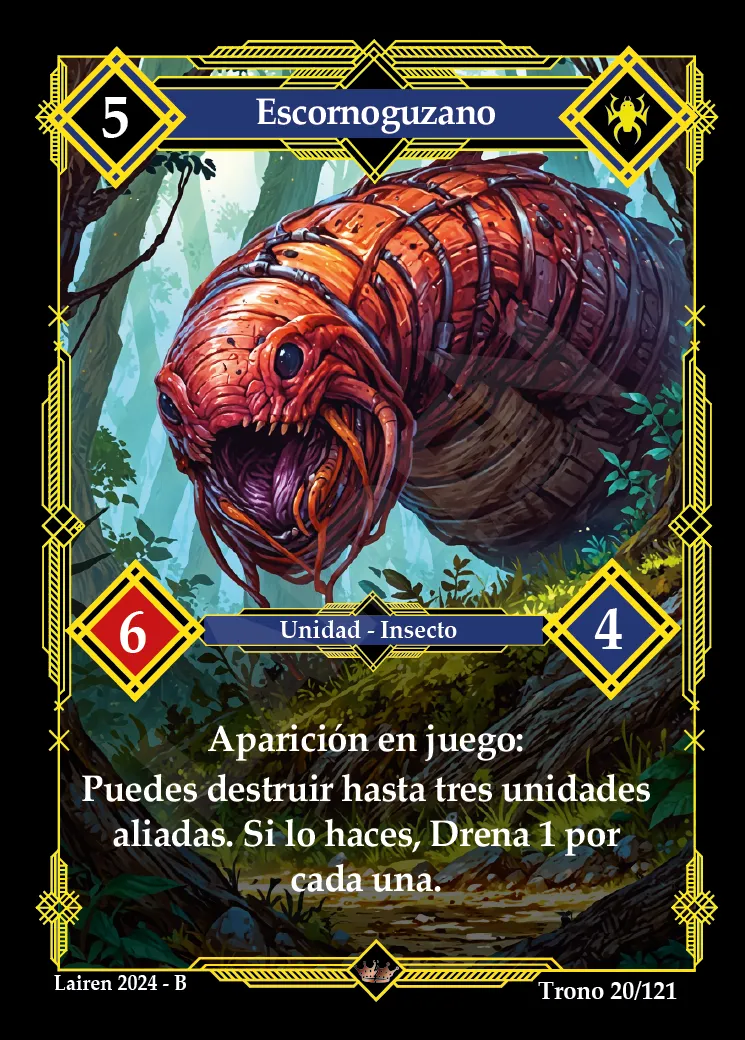 5
Escornoguzano
6
Unidad - Insecto
4
Aparición en juego:
Puedes destruir hasta tres unidades
aliadas. Si lo haces, Drena 1 por
cada una.
Lairen 2024 - B
Trono 20/121